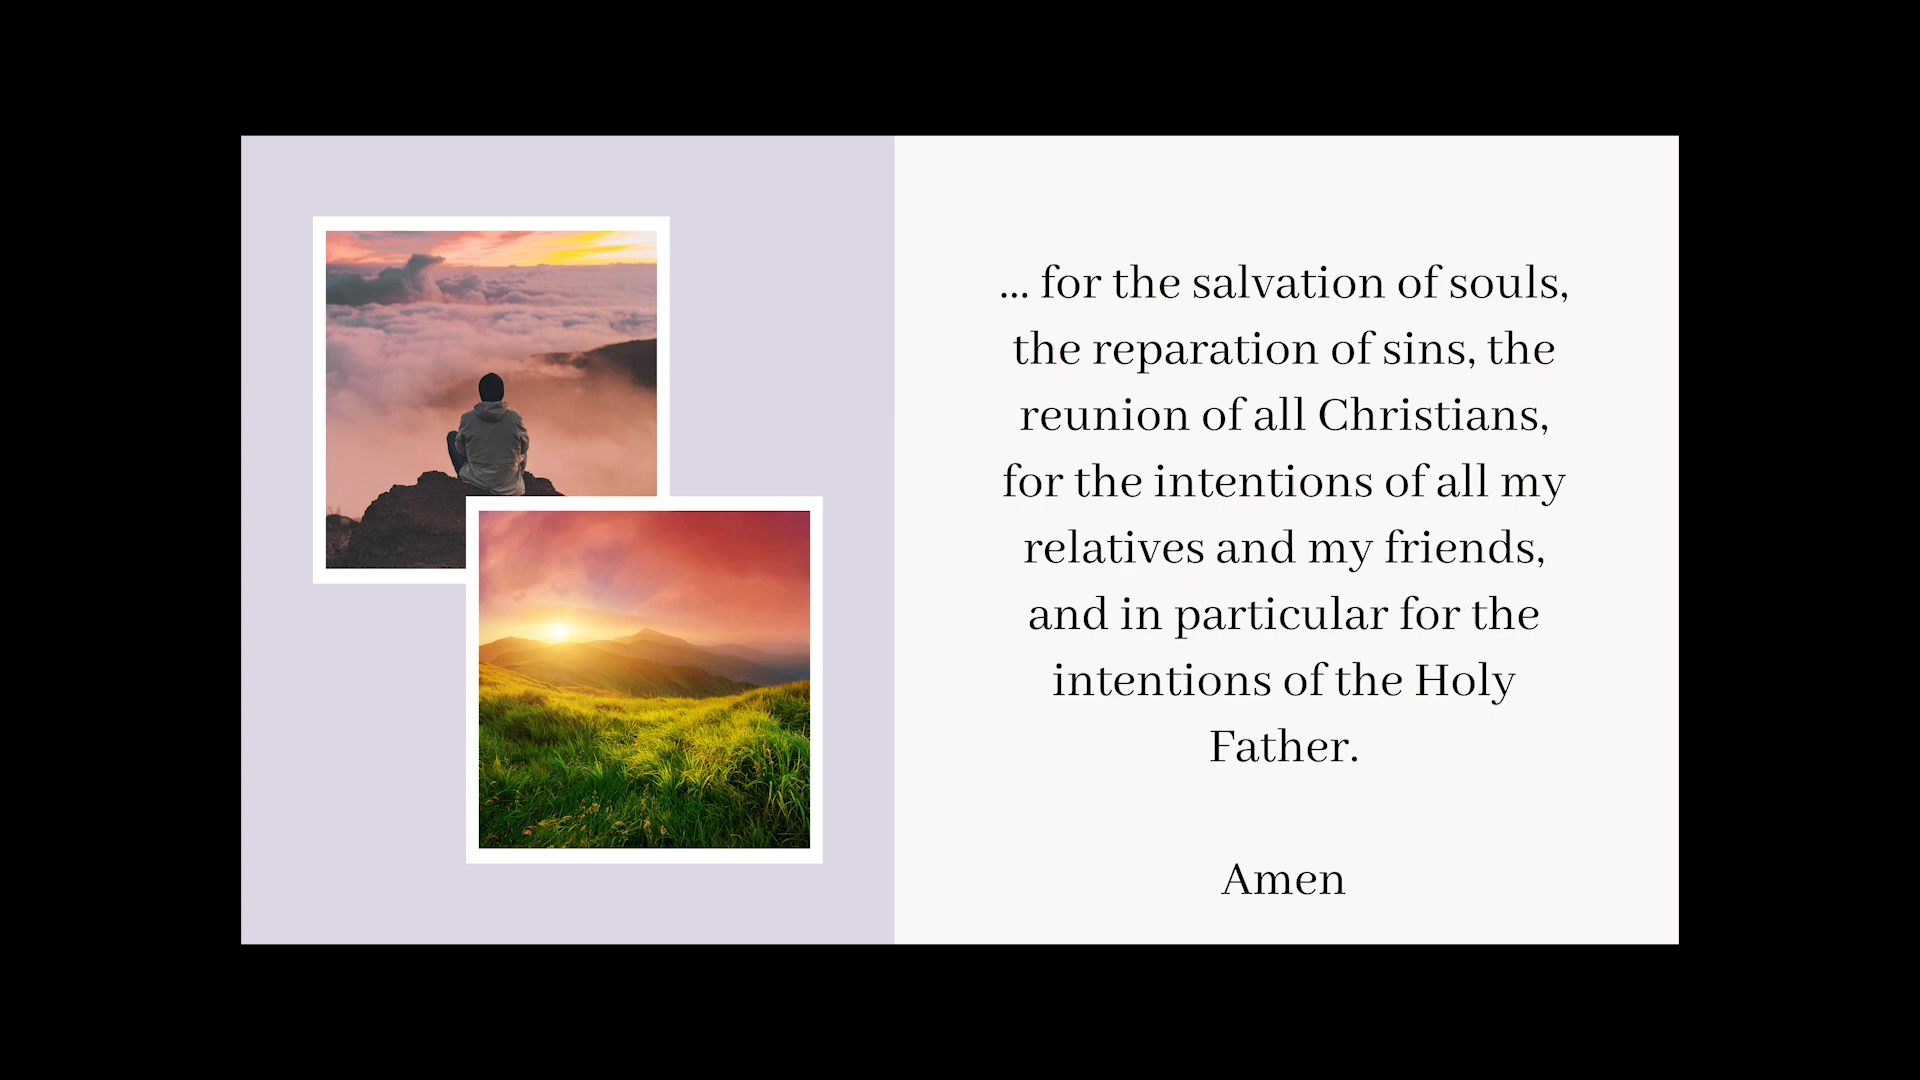 ... for the salvation of souls,
the reparation of sins, the
reunion of all Christians,
for the intentions of all my
relatives and my friends,
and in particular for the
intentions of the Holy
Father.
Amen